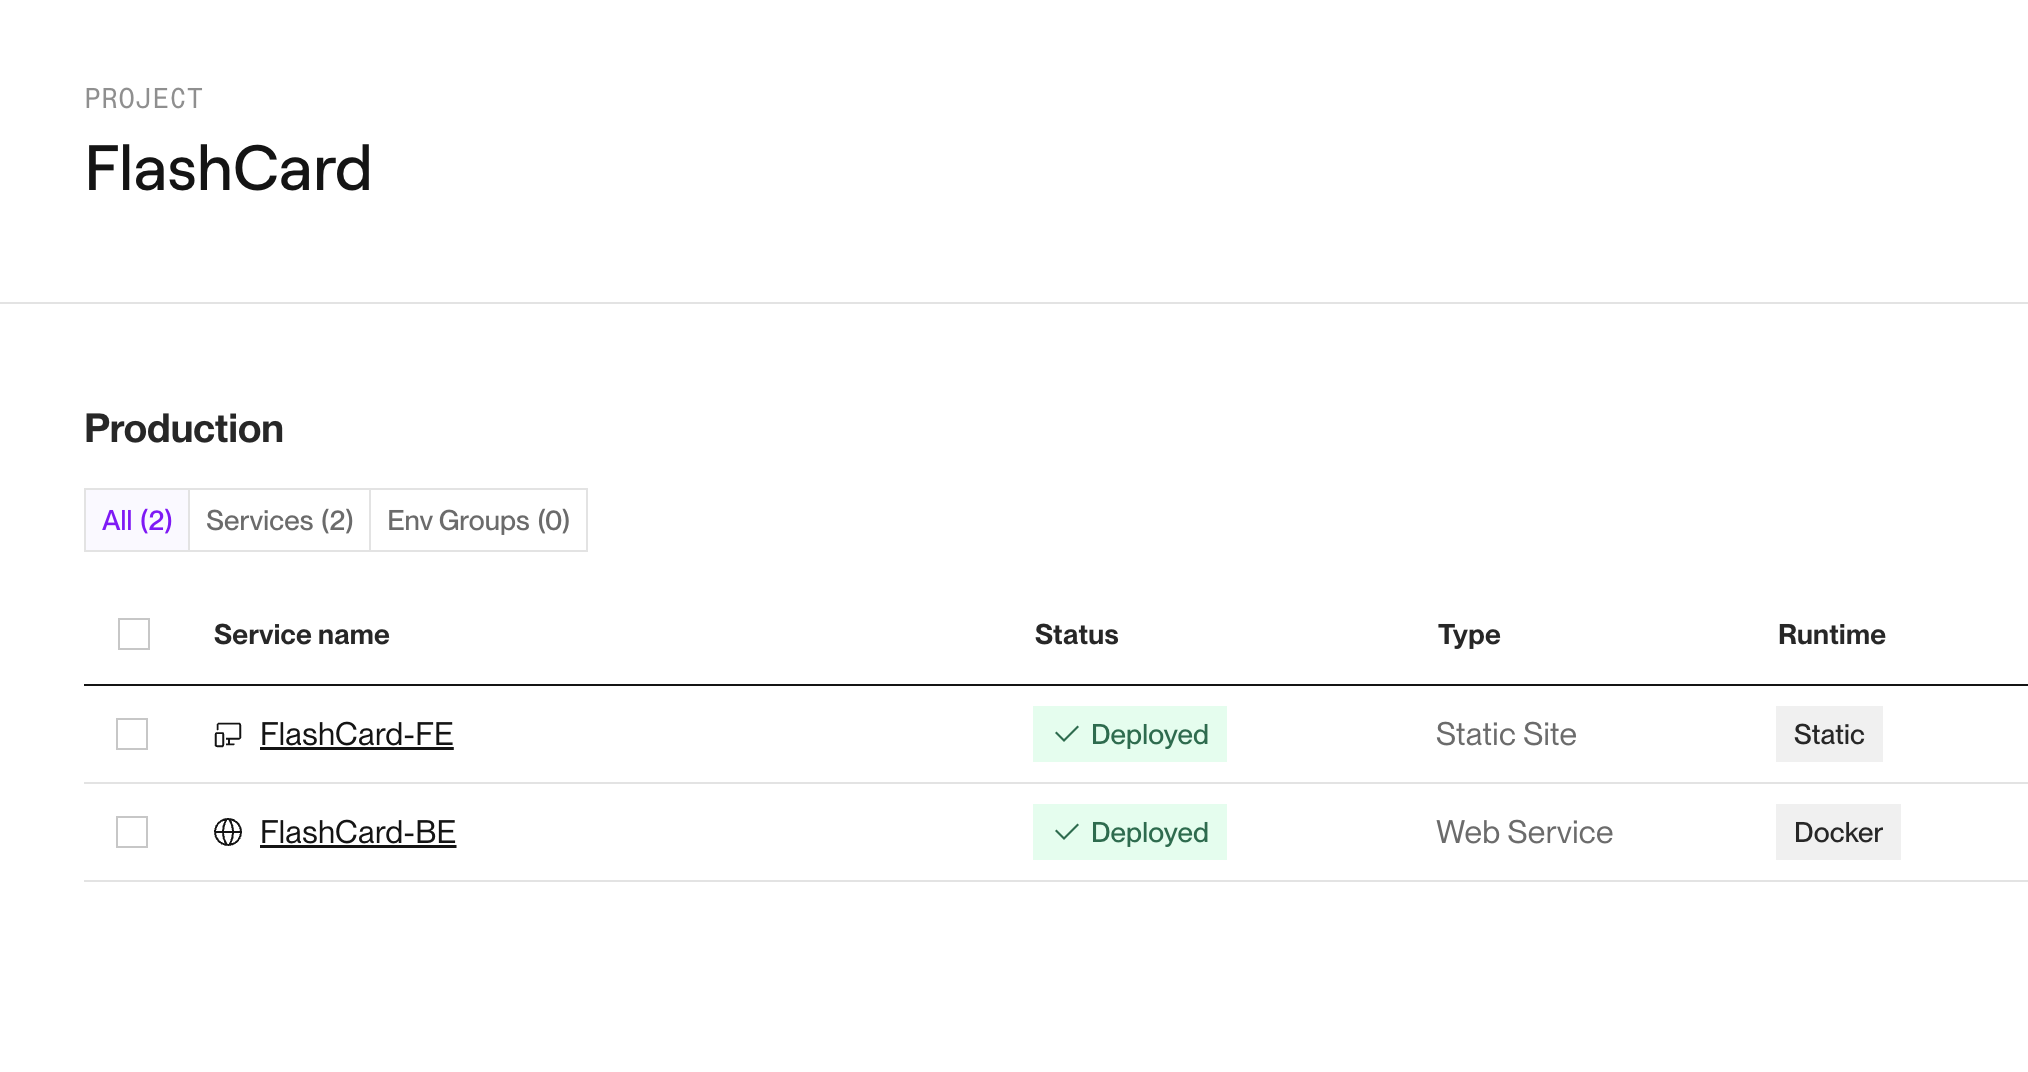 PROJECT
FlashCard
Production
All (2) Services (2) Env Groups (0)
Service name Status Type Runtime
FlashCard-FE Deployed Static Site Static
FlashCard-BE Deployed Web Service Docker